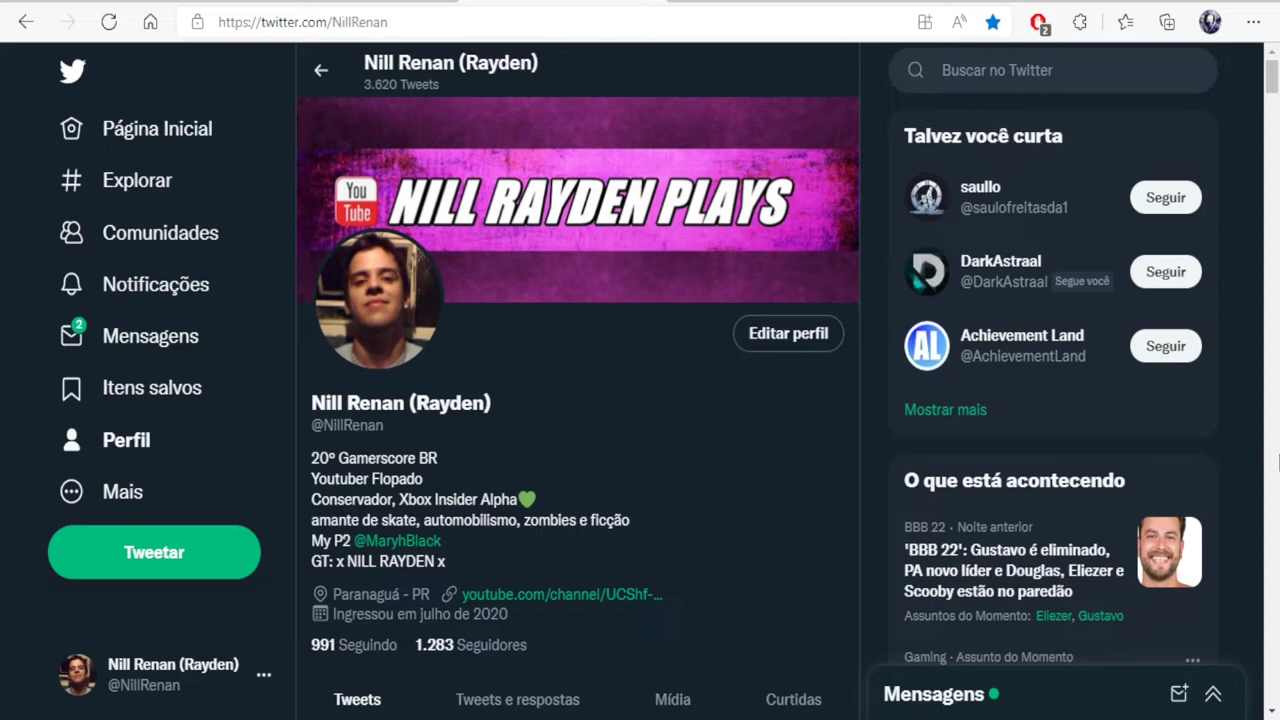 https://twitter.com/NillRenan
2
Nill Renan (Rayden)
3.620 Tweets
Página Inicial
Explorar
Comunidades
Notificações
2
Mensagens
Itens salvos
Perfil
Mais
Tweetar
Nill Renan (Rayden)
@NillRenan
You
Tube
NILL RAYDEN PLAYS
Editar perfil
Nill Renan (Rayden)
@NillRenan
20º Gamerscore BR
Youtuber Flopado
Conservador, Xbox Insider Alpha💚
amante de skate, automobilismo, zombies e ficção
My P2 @MaryhBlack
GT: x NILL RAYDEN x
Paranaguá - PR youtube.com/channel/UCShf-...
Ingressou em julho de 2020
991 Seguindo 1.283 Seguidores
Tweets Tweets e respostas Mídia Curtidas
Buscar no Twitter
Talvez você curta
saullo
@saulofreitasda1
Seguir
DarkAstraal
@DarkAstraal Segue você
Seguir
AL
Achievement Land
@AchievementLand
Seguir
Mostrar mais
O que está acontecendo
BBB 22 · Noite anterior
'BBB 22': Gustavo é eliminado,
PA novo líder e Douglas, Eliezer e
Scooby estão no paredão
Assuntos do Momento: Eliezer, Gustavo
Gaming · Assunto do Momento
Mensagens